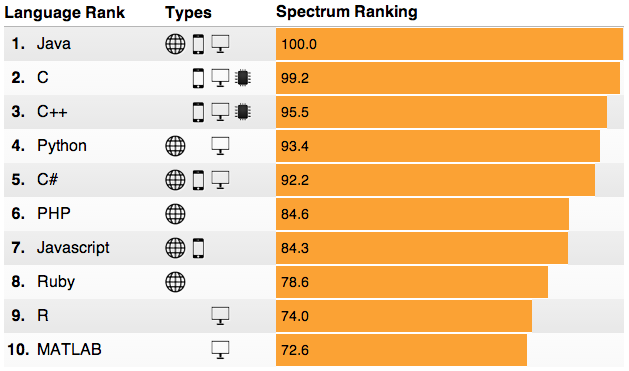 Language Rank Types Spectrum Ranking
1. Java 100.0
2. C 99.2
3. C++ 95.5
4. Python 93.4
5. C# 92.2
6. PHP 84.6
7. Javascript 84.3
8. Ruby 78.6
9. R 74.0
10. MATLAB 72.6